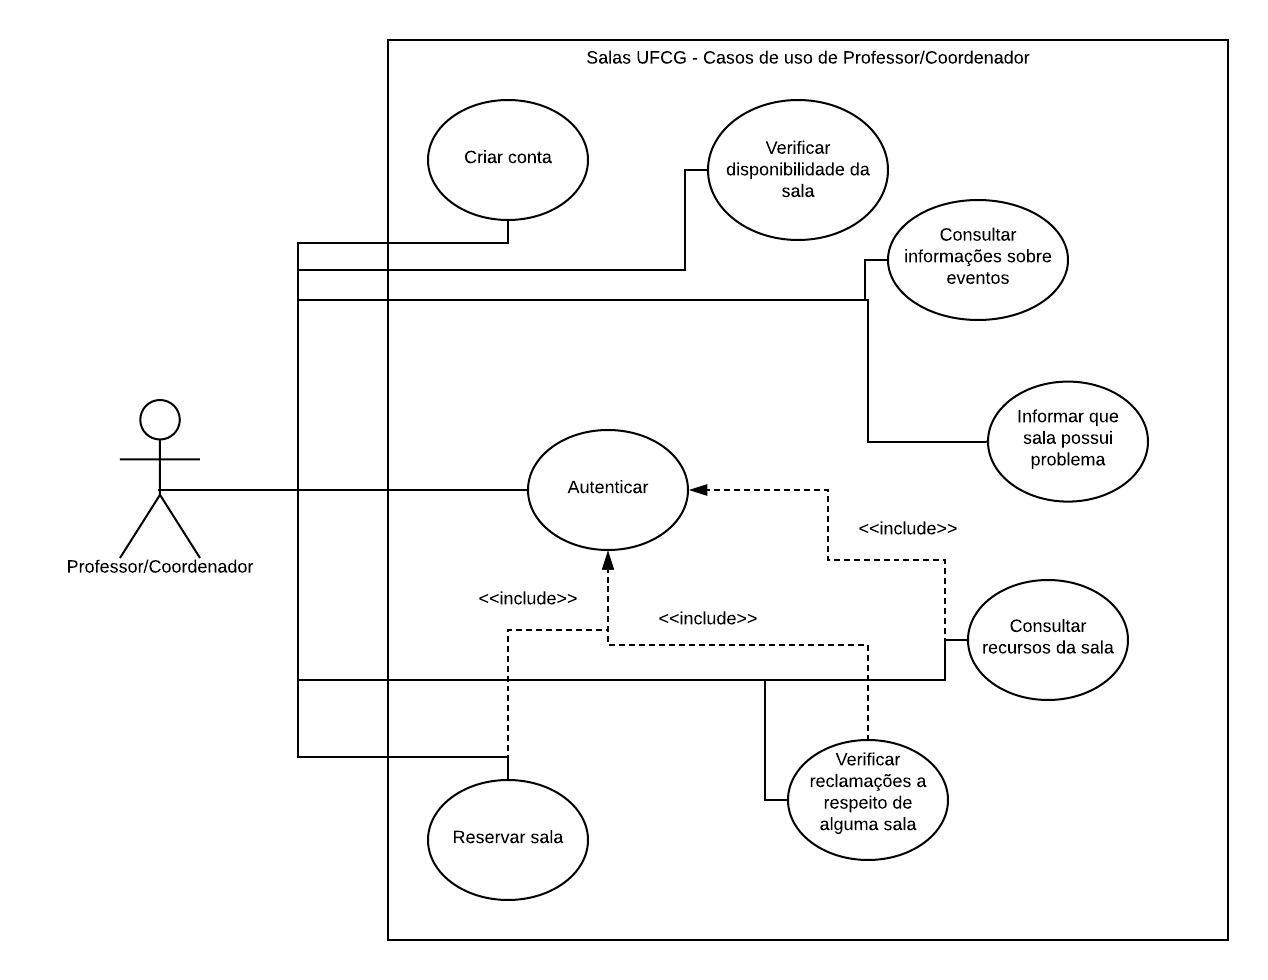 Salas UFCG - Casos de uso de Professor/Coordenador
Criar conta
Verificar
disponibilidade da
sala
Consultar
informações sobre
eventos
Informar que
sala possui
problema
Autenticar
<<include>>
Professor/Coordenador
<<include>>
<<include>>
Consultar
recursos da sala
Verificar
reclamações a
respeito de
alguma sala
Reservar sala